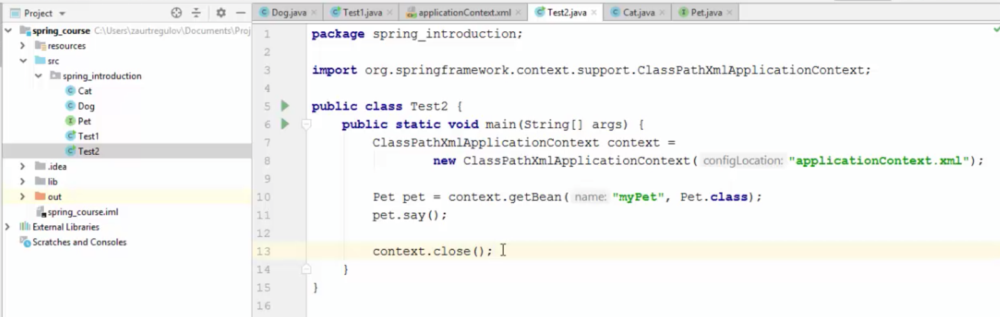 Project
Dog.java
Test1.java
applicationContext.xml
Test2.java
Cat.java
Pet.java
spring_course C:\Users\zaurtregulov\Documents\Proj
resources
src
spring_introduction
Cat
Dog
Pet
Test1
Test2
.idea
lib
out
spring_course.iml
External Libraries
Scratches and Consoles
1 package spring_introduction;
2
3 import org.springframework.context.support.ClassPathXmlApplicationContext;
4
5 public class Test2 {
6 public static void main(String[] args) {
7 ClassPathXmlApplicationContext context =
8 new ClassPathXmlApplicationContext( configLocation: "applicationContext.xml");
9
10 Pet pet = context.getBean( name: "myPet", Pet.class);
11 pet.say();
12
13 context.close();
14 }
15 }
16